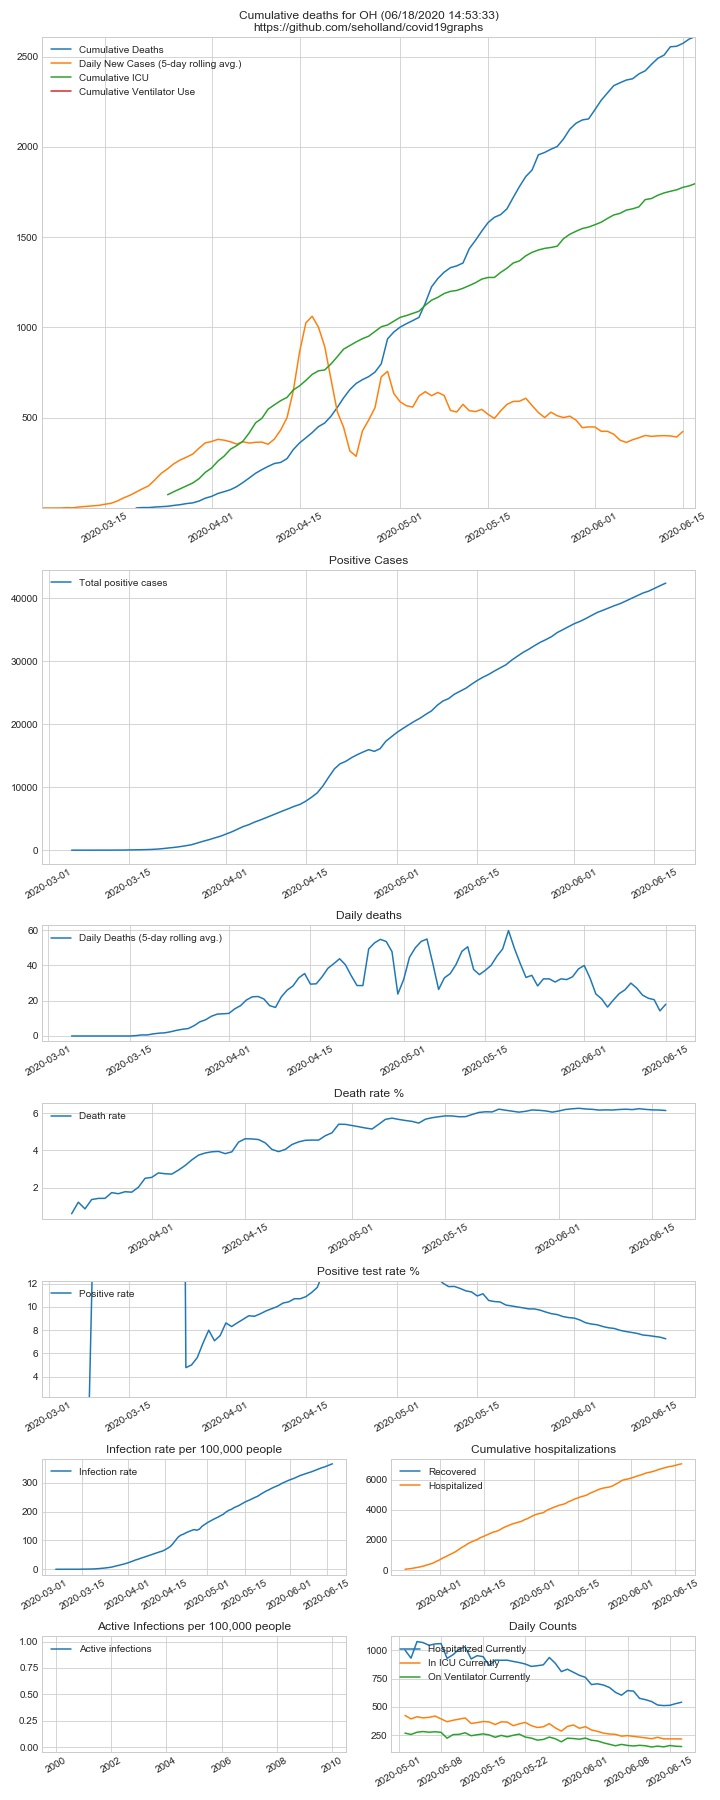 Cumulative deaths for OH (06/18/2020 14:53:33)
https://github.com/seholland/covid19graphs
Cumulative Deaths
Daily New Cases (5-day rolling avg.)
Cumulative ICU
Cumulative Ventilator Use
2500
2000
1500
1000
500
2020-03-15 2020-04-01 2020-04-15 2020-05-01 2020-05-15 2020-06-01 2020-06-15
Positive Cases
Total positive cases
40000
30000
20000
10000
0
2020-03-01 2020-03-15 2020-04-01 2020-04-15 2020-05-01 2020-05-15 2020-06-01 2020-06-15
Daily deaths
Daily Deaths (5-day rolling avg.)
60
40
20
0
2020-03-01 2020-03-15 2020-04-01 2020-04-15 2020-05-01 2020-05-15 2020-06-01 2020-06-15
Death rate %
Death rate
6
4
2
2020-04-01 2020-04-15 2020-05-01 2020-05-15 2020-06-01 2020-06-15
Positive test rate %
Positive rate
12
10
8
6
4
2020-03-01 2020-03-15 2020-04-01 2020-04-15 2020-05-01 2020-05-15 2020-06-01 2020-06-15
Infection rate per 100,000 people
Infection rate
300
200
100
0
2020-03-01 2020-03-15 2020-04-01 2020-04-15 2020-05-01 2020-05-15 2020-06-01 2020-06-15
Cumulative hospitalizations
Recovered
Hospitalized
6000
4000
2000
0
2020-04-01 2020-04-15 2020-05-01 2020-05-15 2020-06-01 2020-06-15
Active Infections per 100,000 people
Active infections
1.00
0.75
0.50
0.25
0.00
2000 2002 2004 2006 2008 2010
Daily Counts
Hospitalized Currently
In ICU Currently
On Ventilator Currently
1000
750
500
250
2020-05-01 2020-05-08 2020-05-15 2020-05-22 2020-06-01 2020-06-08 2020-06-15